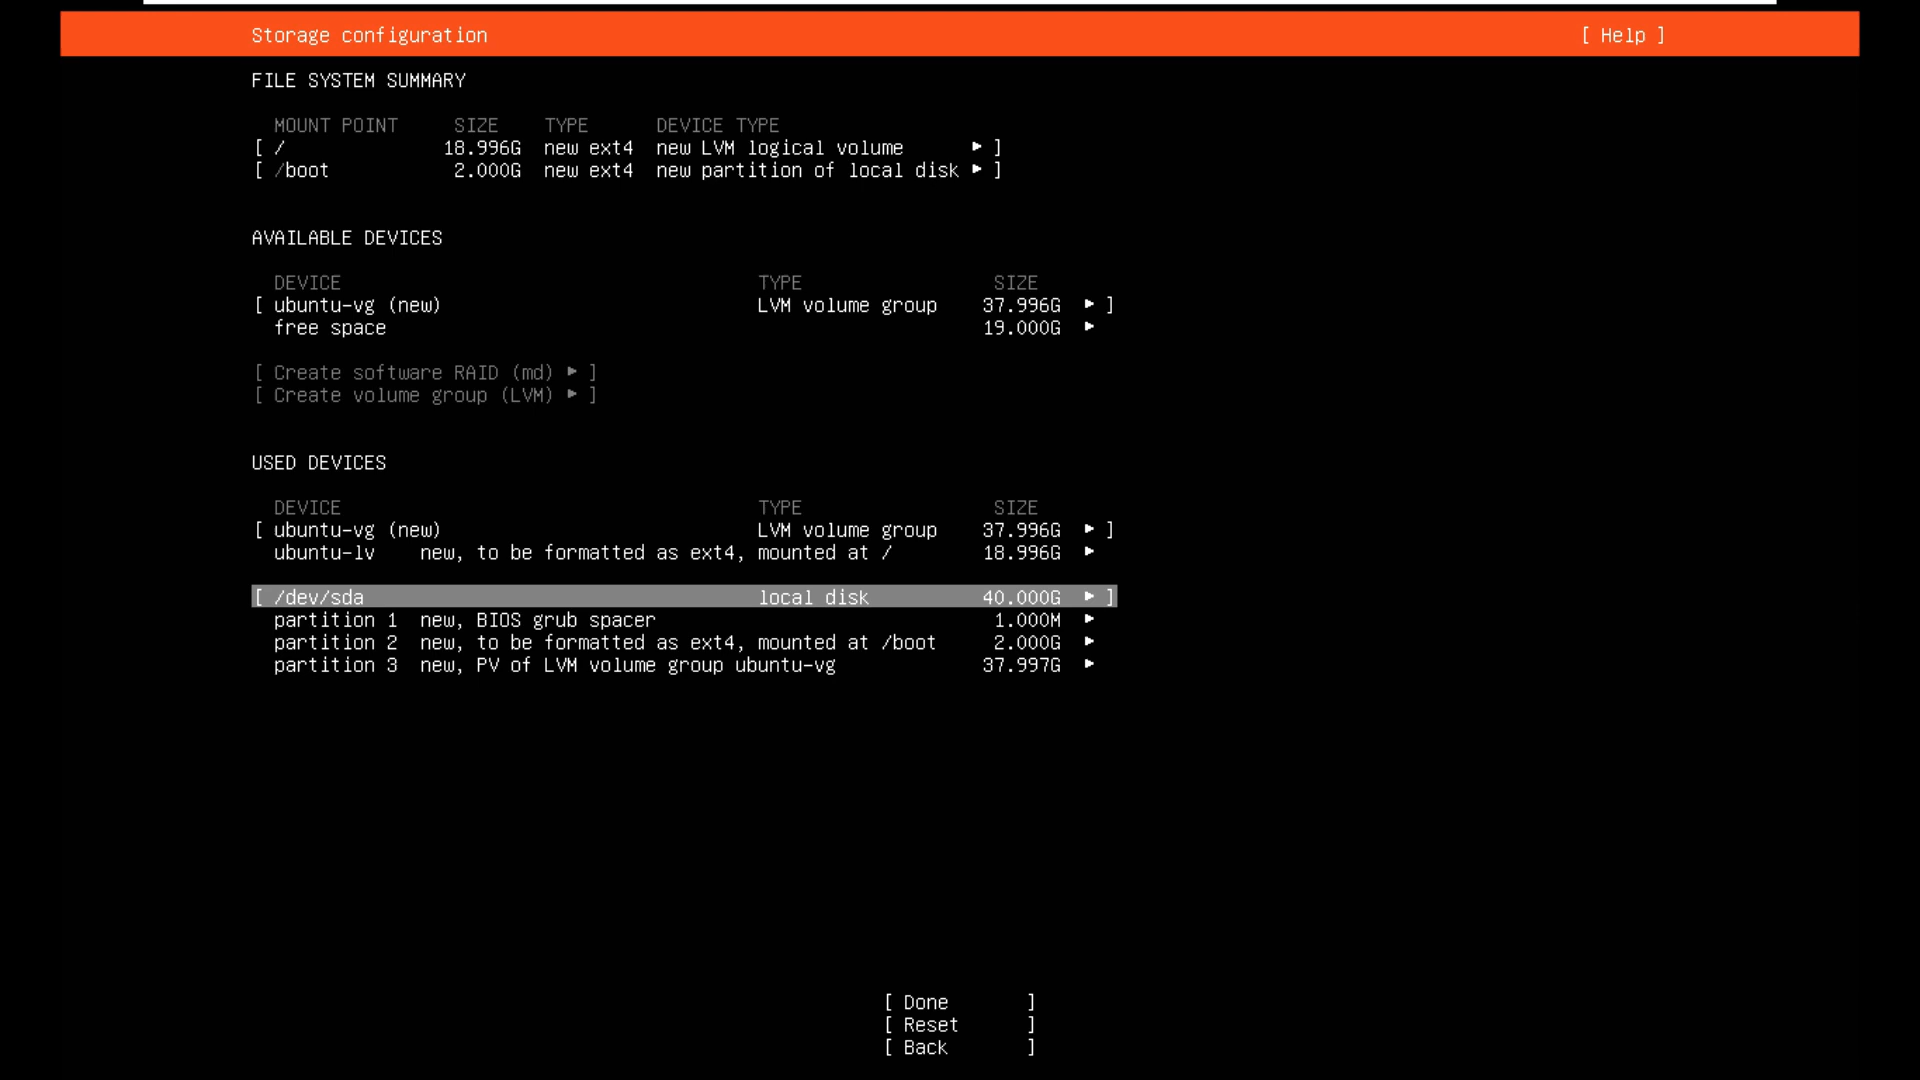 Storage configuration [ Help ]
FILE SYSTEM SUMMARY
MOUNT POINT SIZE TYPE DEVICE TYPE
[ / 18.996G new ext4 new LVM logical volume ▸ ]
[ /boot 2.000G new ext4 new partition of local disk ▸ ]
AVAILABLE DEVICES
DEVICE TYPE SIZE
[ ubuntu-vg (new) LVM volume group 37.996G ▸ ]
free space 19.000G ▸
[ Create software RAID (md) ▸ ]
[ Create volume group (LVM) ▸ ]
USED DEVICES
DEVICE TYPE SIZE
[ ubuntu-vg (new) LVM volume group 37.996G ▸ ]
ubuntu-lv new, to be formatted as ext4, mounted at / 18.996G ▸
[ /dev/sda local disk 40.000G ▸ ]
partition 1 new, BIOS grub spacer 1.000M ▸
partition 2 new, to be formatted as ext4, mounted at /boot 2.000G ▸
partition 3 new, PV of LVM volume group ubuntu-vg 37.997G ▸
[ Done ]
[ Reset ]
[ Back ]